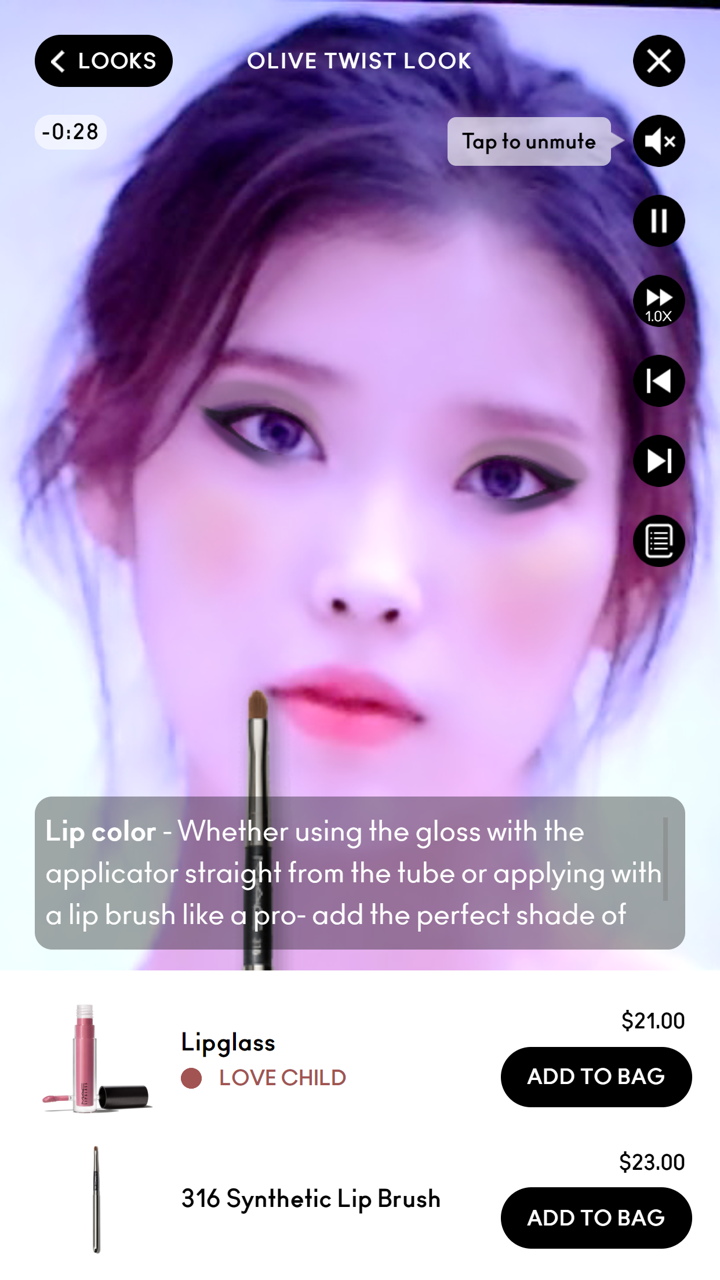 LOOKS
OLIVE TWIST LOOK
-0:28
Tap to unmute
1.0X
Lip color - Whether using the gloss with the
applicator straight from the tube or applying with
a lip brush like a pro- add the perfect shade of
$21.00
Lipglass
LOVE CHILD
ADD TO BAG
$23.00
316 Synthetic Lip Brush
ADD TO BAG